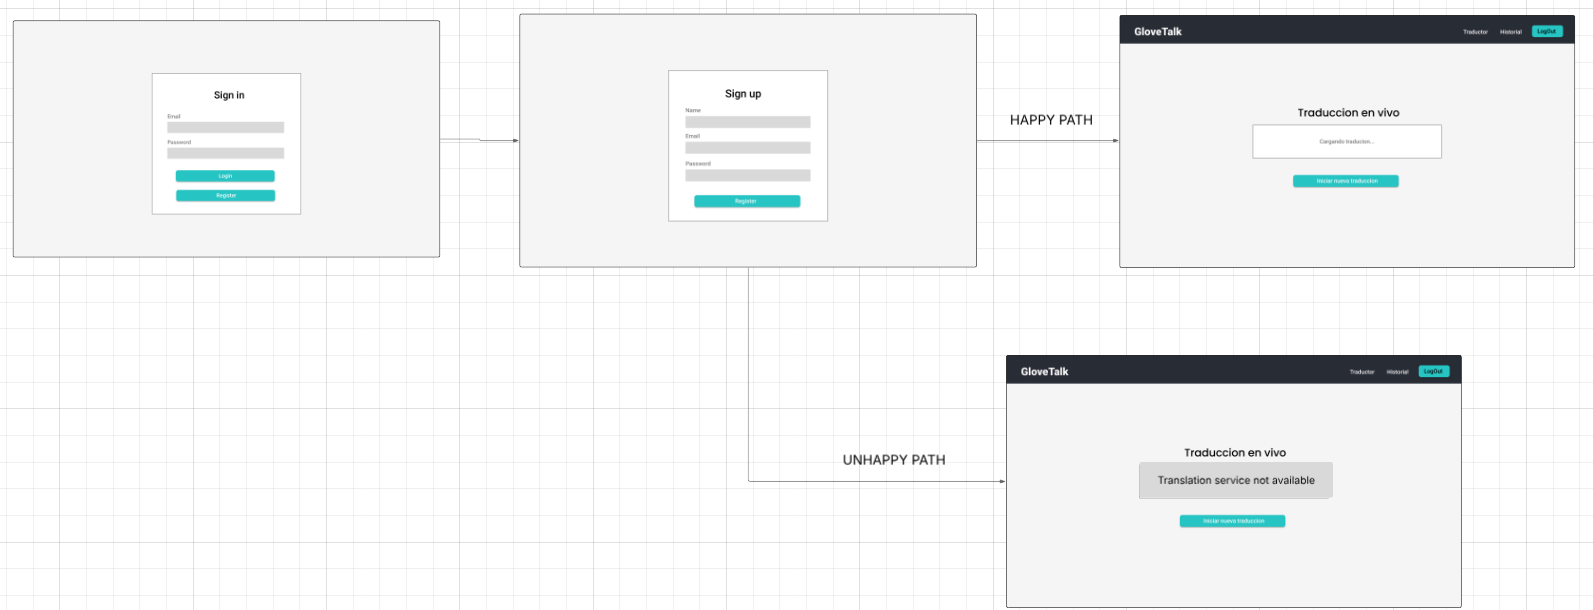 Sign in
Email
Password
Login
Register
Sign up
Name
Email
Password
Register
HAPPY PATH
GloveTalk
Traductor Historial LogOut
Traduccion en vivo
Cargando traducion...
Iniciar nueva traduccion
UNHAPPY PATH
GloveTalk
Traductor Historial LogOut
Traduccion en vivo
Translation service not available
Iniciar nueva traduccion